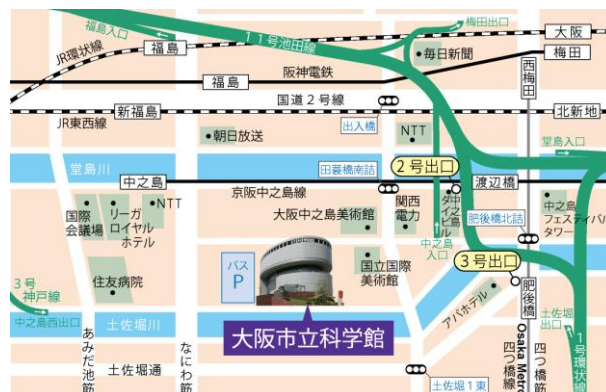 福島入口
11号池田線
梅田出口
大阪
JR環状線
福島
毎日新聞
梅田
阪神電鉄
福島
西梅田
国道2号線
新福島
北新地
JR東西線
出入橋
朝日放送
NTT
堂島入口
堂島川
田蓑橋南詰
2号出口
中之島
京阪中之島線
渡辺橋
NTT
国際
会議場
リーガ
ロイヤル
ホテル
大阪中之島美術館
関西
電力
中之島
ダイビル
肥後橋北詰
中之島
フェスティバル
タワー
中之島
入口
バス
P
国立国際
美術館
3号出口
3号
神戸線
住友病院
中之島西出口
土佐堀川
アパホテル
肥後橋
土佐堀
出口
大阪市立科学館
あみだ池筋
なにわ筋
土佐堀通
土佐堀1東
Osaka Metro
四つ橋線
四つ橋筋
1号環状線